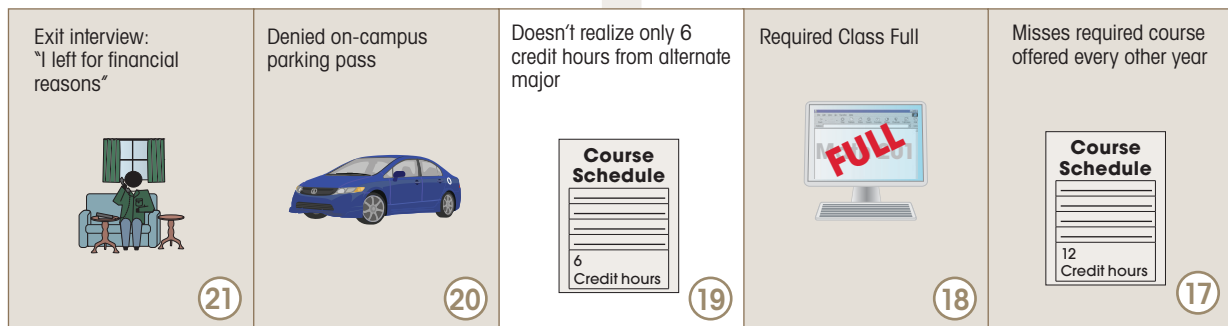 Exit interview:
"I left for financial
reasons"
21
Denied on-campus
parking pass
20
Doesn't realize only 6
credit hours from alternate
major
Course
Schedule
6
Credit hours
19
Required Class Full
FULL
18
Misses required course
offered every other year
Course
Schedule
12
Credit hours
17